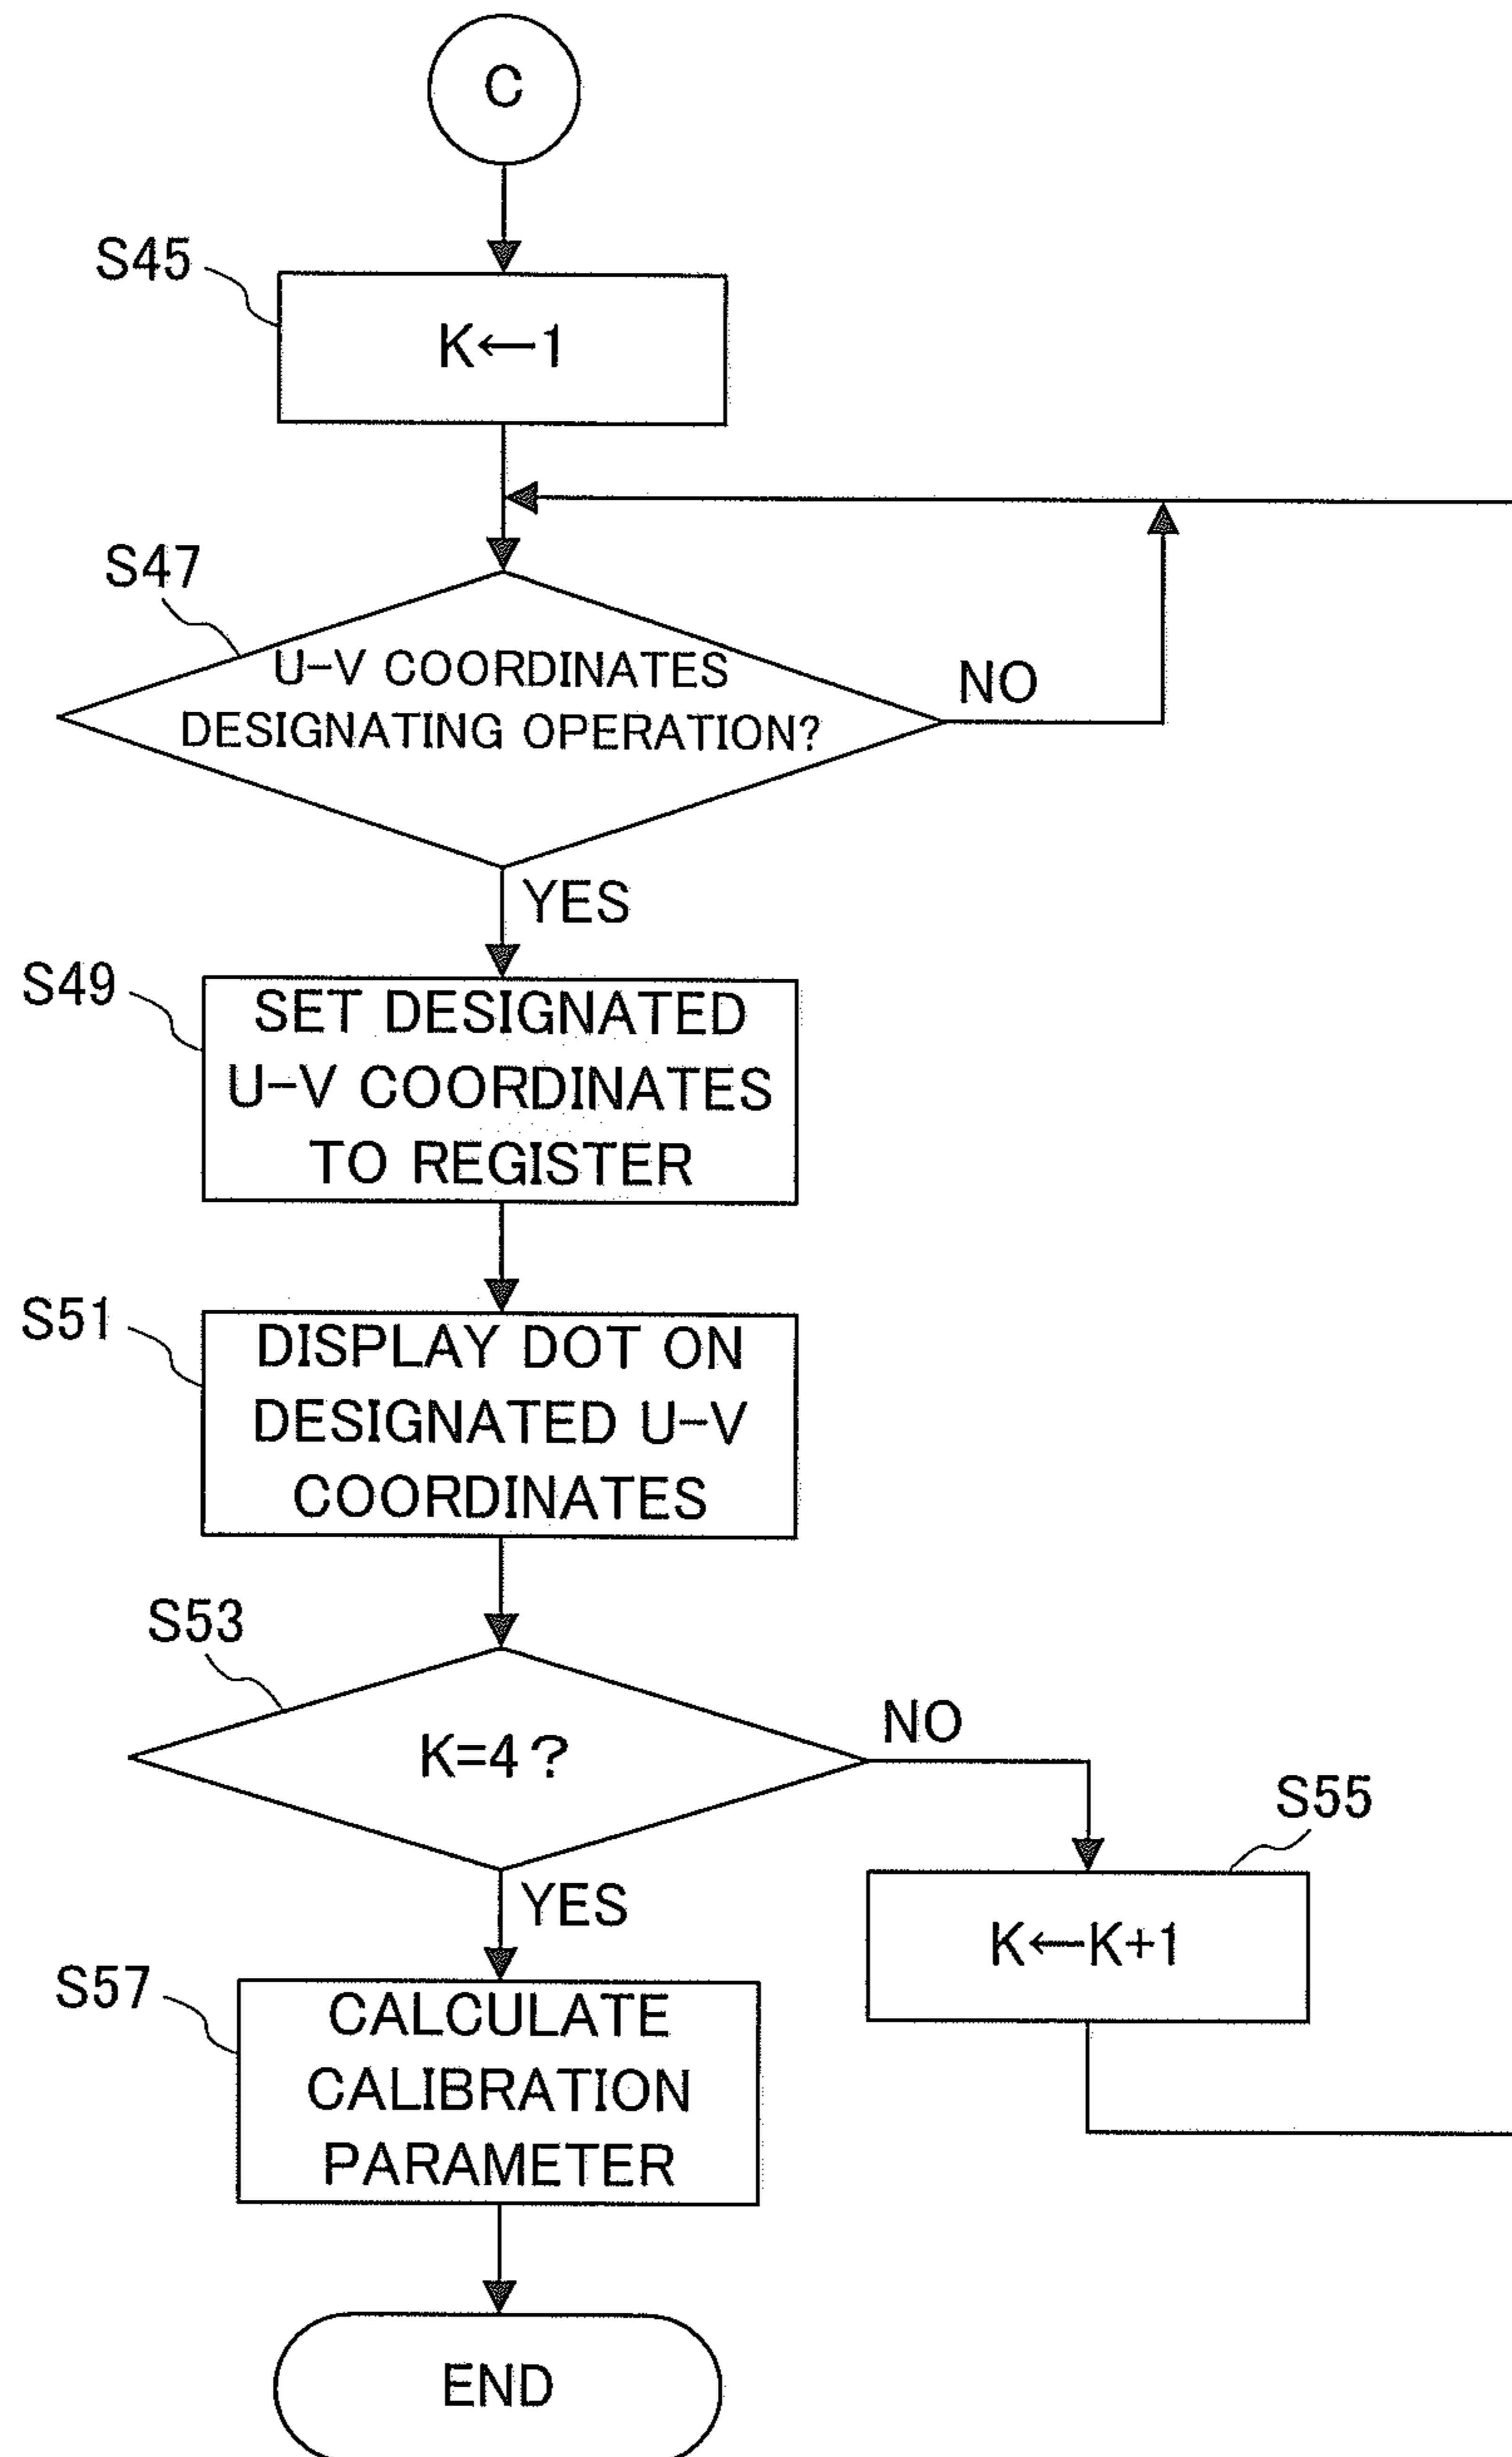 C
S45
K←1
S47
U-V COORDINATES
DESIGNATING OPERATION?
NO
YES
S49
SET DESIGNATED
U-V COORDINATES
TO REGISTER
S51
DISPLAY DOT ON
DESIGNATED U-V
COORDINATES
S53
K=4?
NO
S55
K←K+1
YES
S57
CALCULATE
CALIBRATION
PARAMETER
END